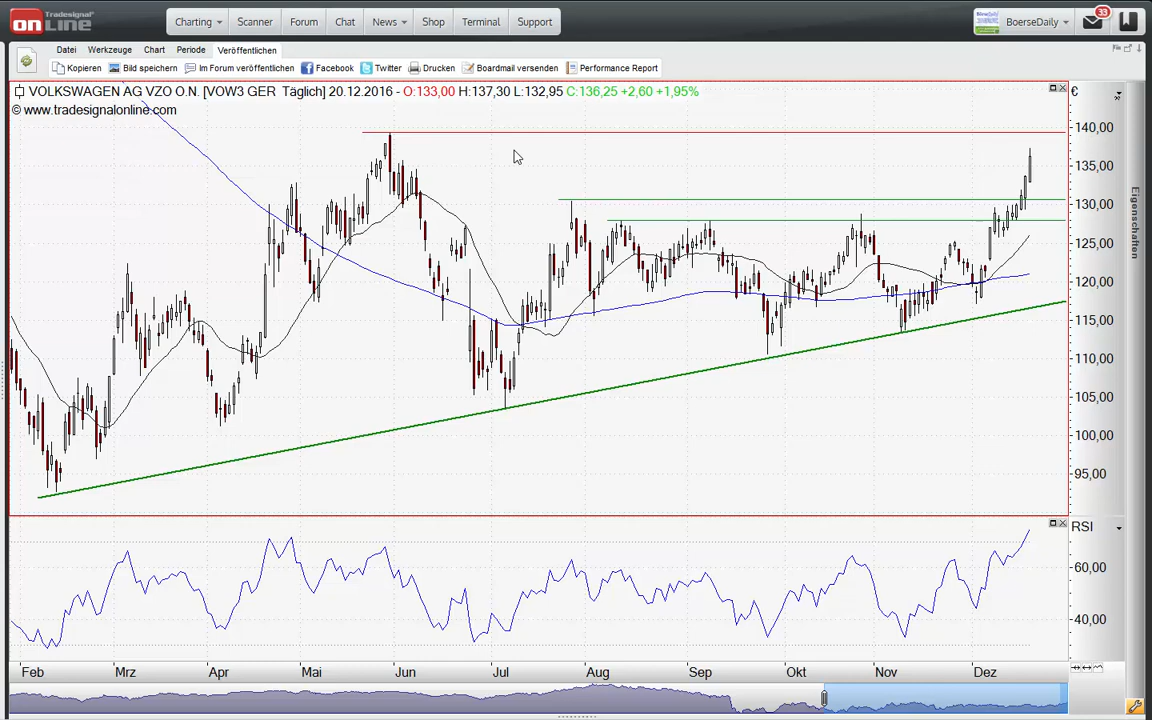 Tradesignal
onLine
Charting Scanner Forum Chat News Shop Terminal Support
BoerseDaily
33
Datei Werkzeuge Chart Periode Veröffentlichen
Kopieren Bild speichern Im Forum veröffentlichen Facebook Twitter Drucken Boardmail versenden Performance Report
VOLKSWAGEN AG VZO O.N. [VOW3 GER Täglich] 20.12.2016 - O:133,00 H:137,30 L:132,95 C:136,25 +2,60 +1,95%
€
© www.tradesignalonline.com
140,00
135,00
130,00
125,00
120,00
115,00
110,00
105,00
100,00
95,00
Eigenschaften
RSI
60,00
40,00
Feb Mrz Apr Mai Jun Jul Aug Sep Okt Nov Dez